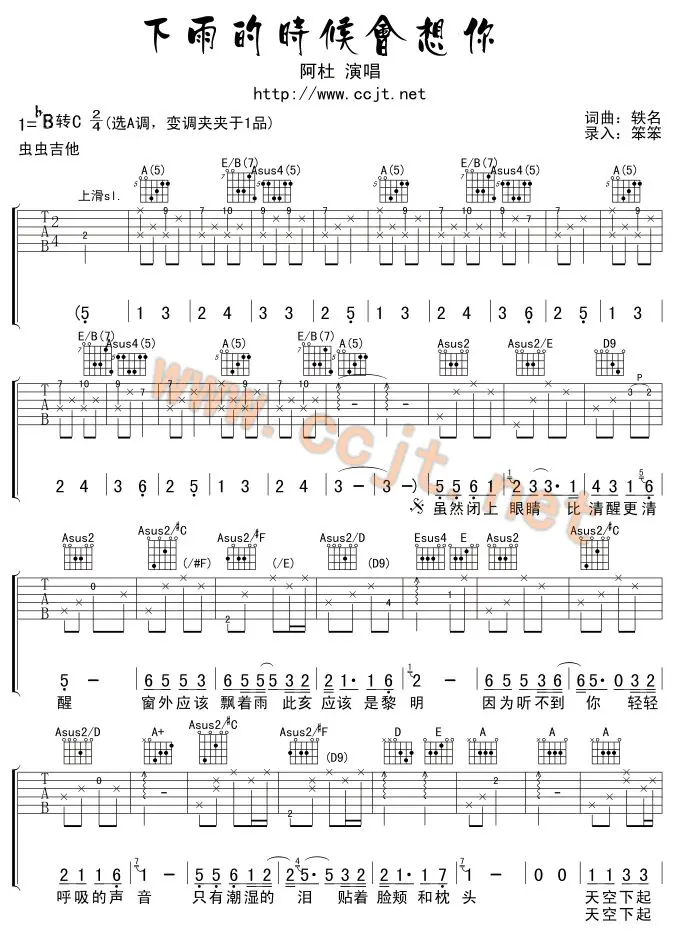 下雨的時候會想你
阿杜 演唱
http://www.ccjt.net
1=♭B转C 2/4(选A调，变调夹夹于1品)
词曲：轶名
虫虫吉他
录入：笨笨
上滑sl. A(5) E/B(7) Asus4(5) A(5) E/B(7) Asus4(5)
T A B 2 4
(5 1 3 2 4 3 3 2 5 1 3 2 4 3 6 2 5 1 3
E/B(7) Asus4(5) A(5) E/B(7) A(5) Asus2 Asus2/E D9
T A B
2 4 3 6 2 5 1 3 2 4 3 — 3 —) 5 5 6 1 2 3 3· 1 4 3 1 6
虽然闭上 眼睛 比 清醒更清
www.ccjt.net
Asus2 Asus2/#C (/#F) Asus2/#F (/E) Asus2/D (D9) Esus4 E Asus2 Asus2/#C
T A B
5 — 6 5 5 3 6 5 5 5 3 2 2 1· 1 6 2 — 6 5 5 3 6 5· 0 3 2
醒 窗外应该 飘着雨 此亥 应该 是黎 明 因为听不到 你 轻轻
Asus2/D A+ Asus2/#C Asus2/#F (D9) D E A A A
T A B
2 1 1 6 1 — 5 5 6 1 2 5· 5 3 2 2 1· 1 7 1 — 0 0 1 1 3 3
呼吸的声 音 只有潮湿的 泪 贴着 脸颊 和枕 头 天空下起
天空下起